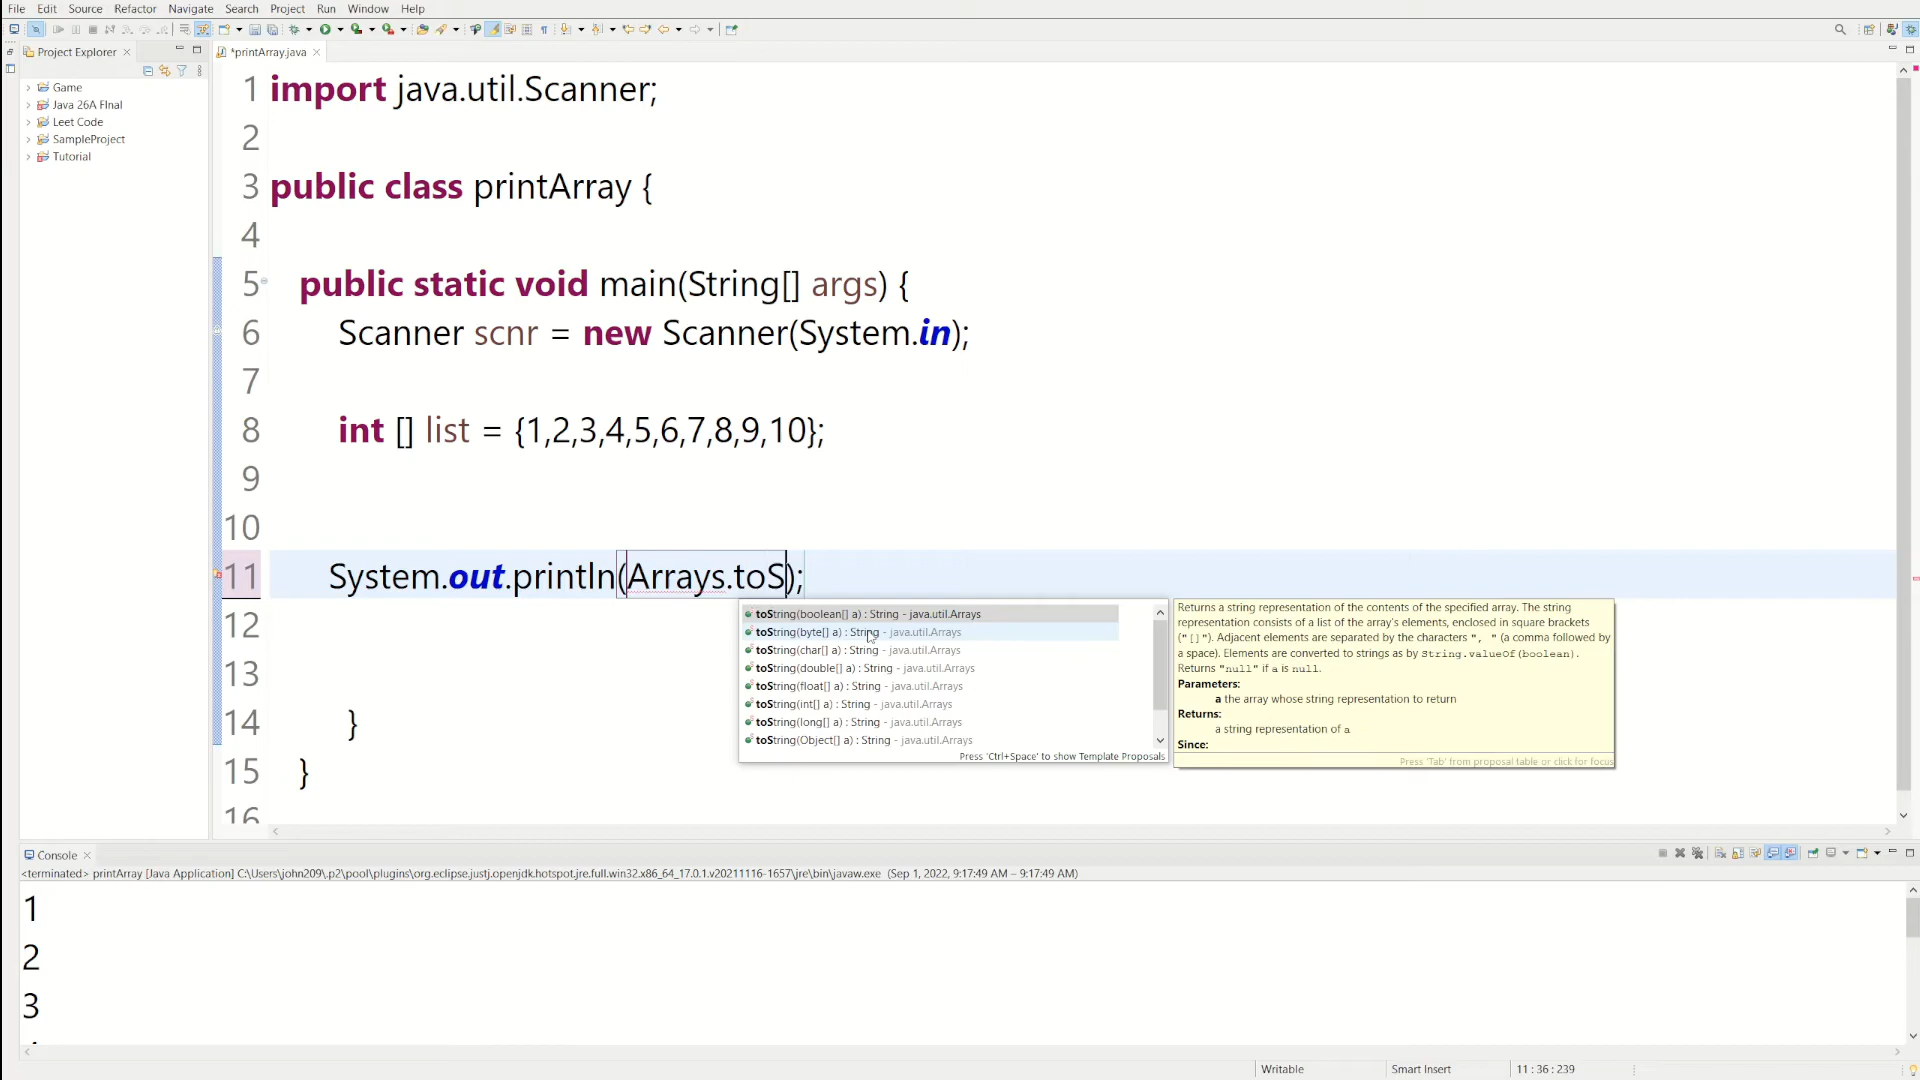 File Edit Source Refactor Navigate Search Project Run Window Help
Project Explorer
*printArray.java
Game
Java 26A FInal
Leet Code
SampleProject
Tutorial
1 import java.util.Scanner;
2
3 public class printArray {
4
5 public static void main(String[] args) {
6 Scanner scnr = new Scanner(System.in);
7
8 int [] list = {1,2,3,4,5,6,7,8,9,10};
9
10
11 System.out.println(Arrays.toS);
12
13
14 }
15 }
16
toString(boolean[] a) : String - java.util.Arrays
toString(byte[] a) : String - java.util.Arrays
toString(char[] a) : String - java.util.Arrays
toString(double[] a) : String - java.util.Arrays
toString(float[] a) : String - java.util.Arrays
toString(int[] a) : String - java.util.Arrays
toString(long[] a) : String - java.util.Arrays
toString(Object[] a) : String - java.util.Arrays
Press 'Ctrl+Space' to show Template Proposals
Returns a string representation of the contents of the specified array. The string
representation consists of a list of the array's elements, enclosed in square brackets
("[]"). Adjacent elements are separated by the characters ", " (a comma followed by
a space). Elements are converted to strings as by String.valueOf(boolean).
Returns "null" if a is null.
Parameters:
a the array whose string representation to return
Returns:
a string representation of a
Since:
Press 'Tab' from proposal table or click for focus
Console
<terminated> printArray [Java Application] C:\Users\john209\.p2\pool\plugins\org.eclipse.justj.openjdk.hotspot.jre.full.win32.x86_64_17.0.1.v20211116-1657\jre\bin\javaw.exe (Sep 1, 2022, 9:17:49 AM – 9:17:49 AM)
1
2
3
Writable
Smart Insert
11 : 36 : 239